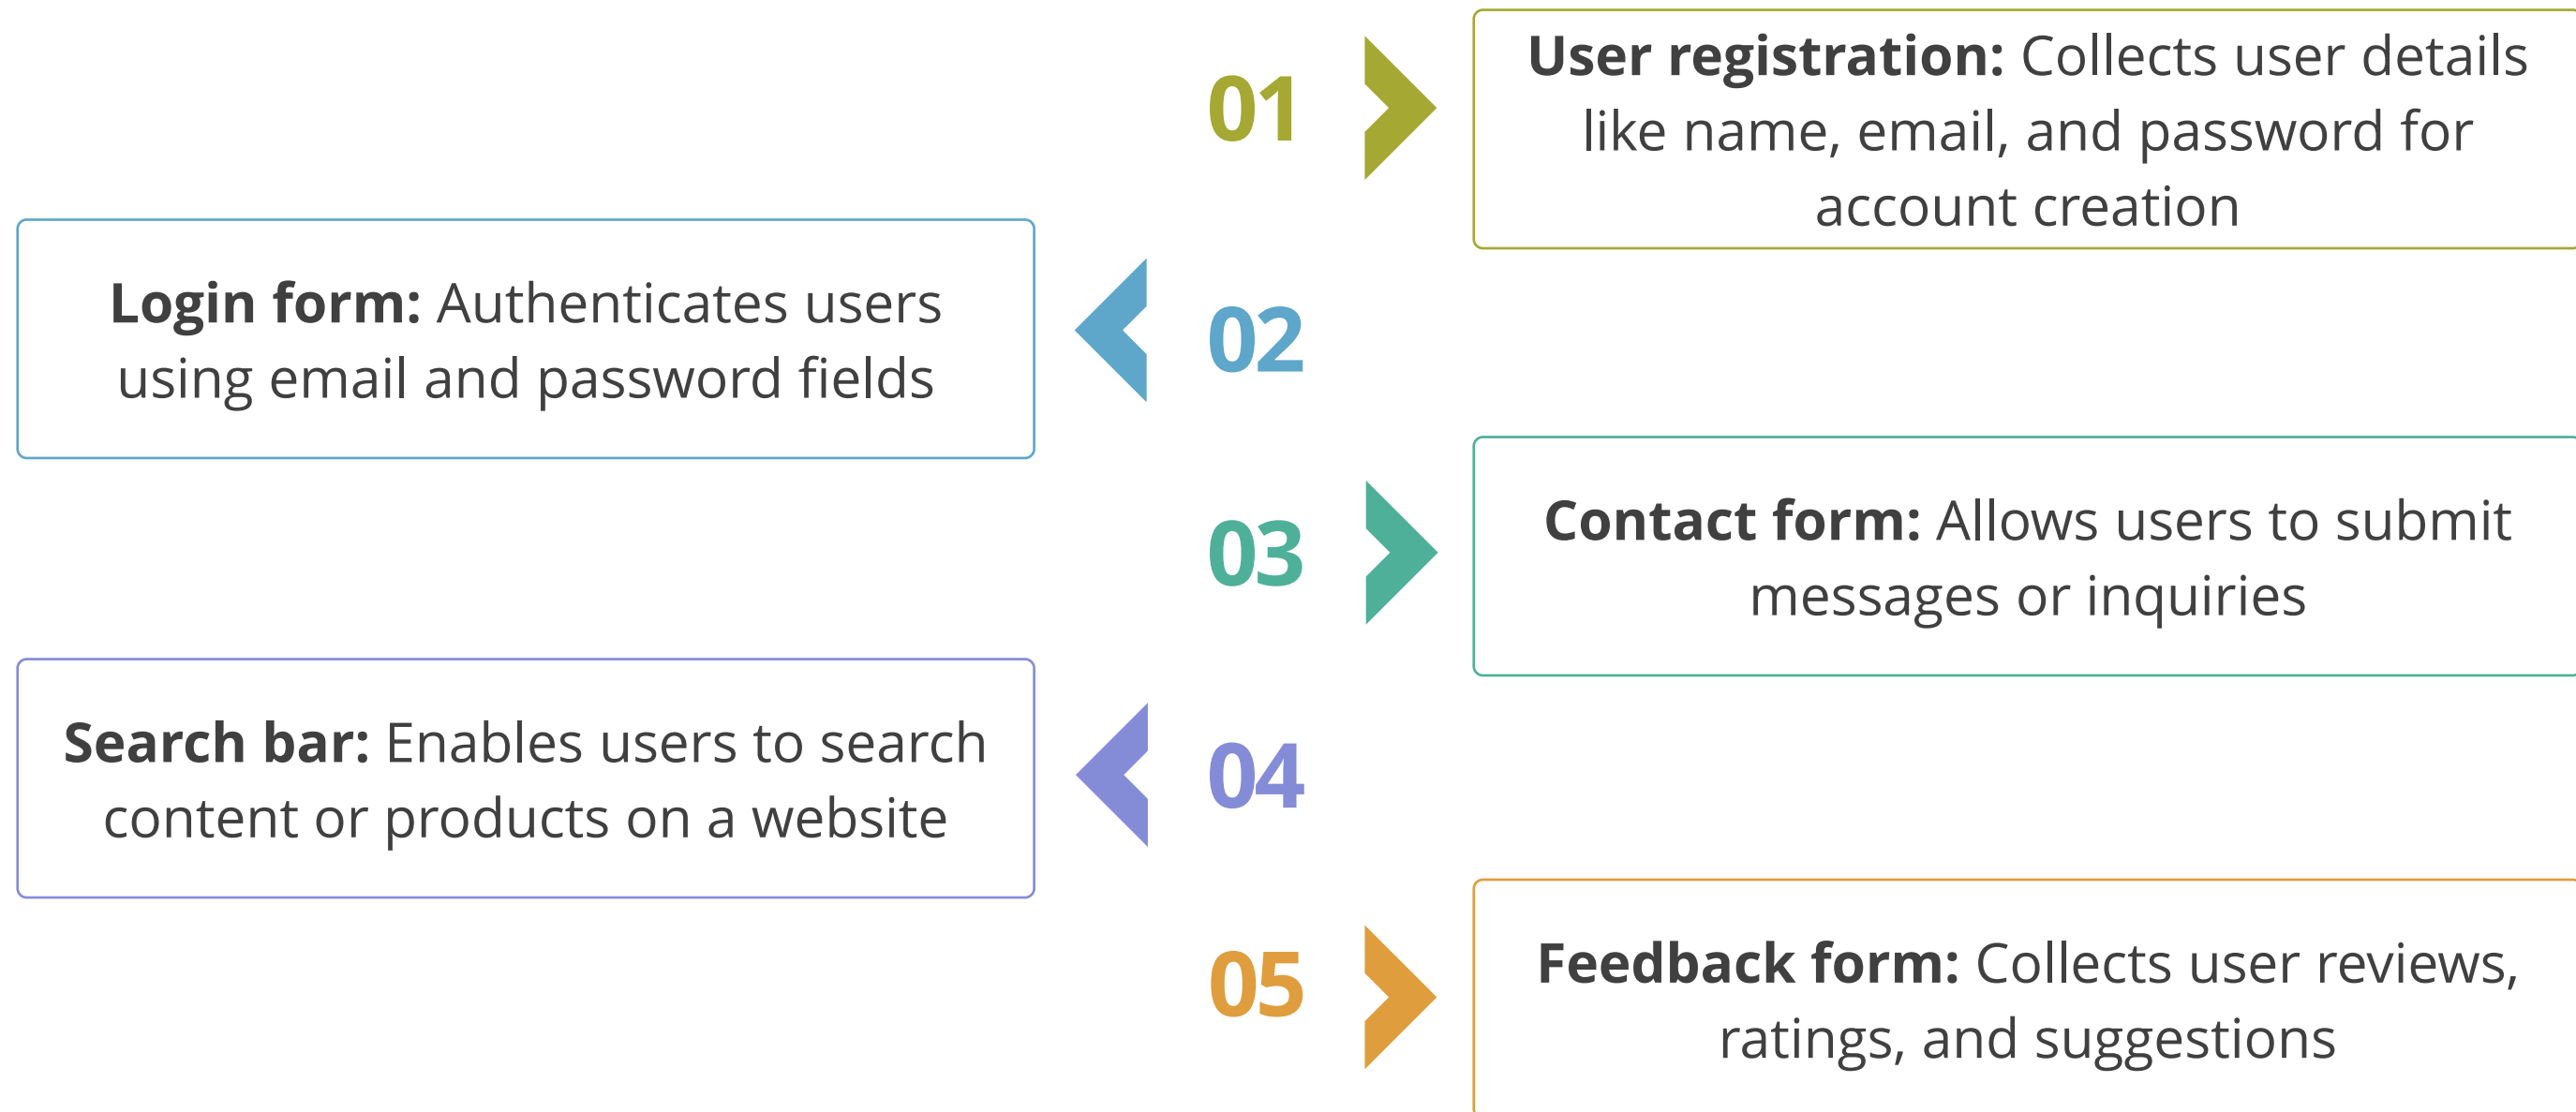 01
User registration: Collects user details
like name, email, and password for
account creation
02
Login form: Authenticates users
using email and password fields
03
Contact form: Allows users to submit
messages or inquiries
04
Search bar: Enables users to search
content or products on a website
05
Feedback form: Collects user reviews,
ratings, and suggestions